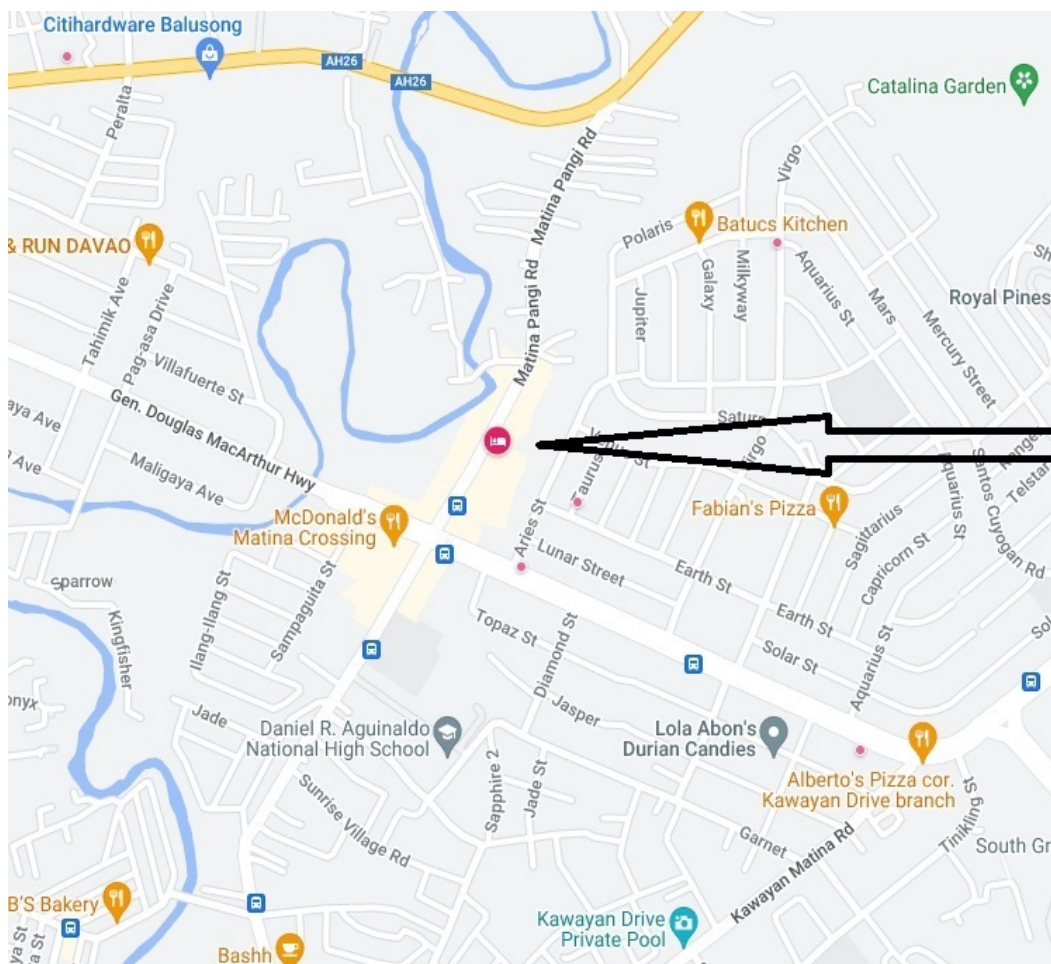 Citihardware Balusong
AH26
AH26
Catalina Garden
Peralta
Matina Pangi Rd
Virgo
Polaris
Batucs Kitchen
& RUN DAVAO
Matina Pangi Rd
Jupiter
Galaxy
Milkyway
Aquarius St
Mars
Mercury Street
Royal Pines
Tahimik Ave
Pag-asa Drive
Villafuerte St
Matina Pangi Rd
Gen. Douglas MacArthur Hwy
Maligaya Ave
Saturn
Venus St
Virgo
Taurus
Aquarius St
Santos Cuyogan Rd
Telstar
McDonald's
Matina Crossing
Aries St
Fabian's Pizza
Sagittarius
Capricorn St
Lunar Street
Earth St
Earth St
Sparrow
Kingfisher
Ilang-Ilang St
Sampaguita St
Topaz St
Diamond St
Solar St
Aquarius St
Jade
Daniel R. Aguinaldo
National High School
Jasper
Lola Abon's
Durian Candies
Sapphire 2
Jade St
Sunrise Village Rd
Alberto's Pizza cor.
Kawayan Drive branch
Garnet
Kawayan Matina Rd
Tinikling St
South Gr
B'S Bakery
Kawayan Drive
Private Pool
Bashh